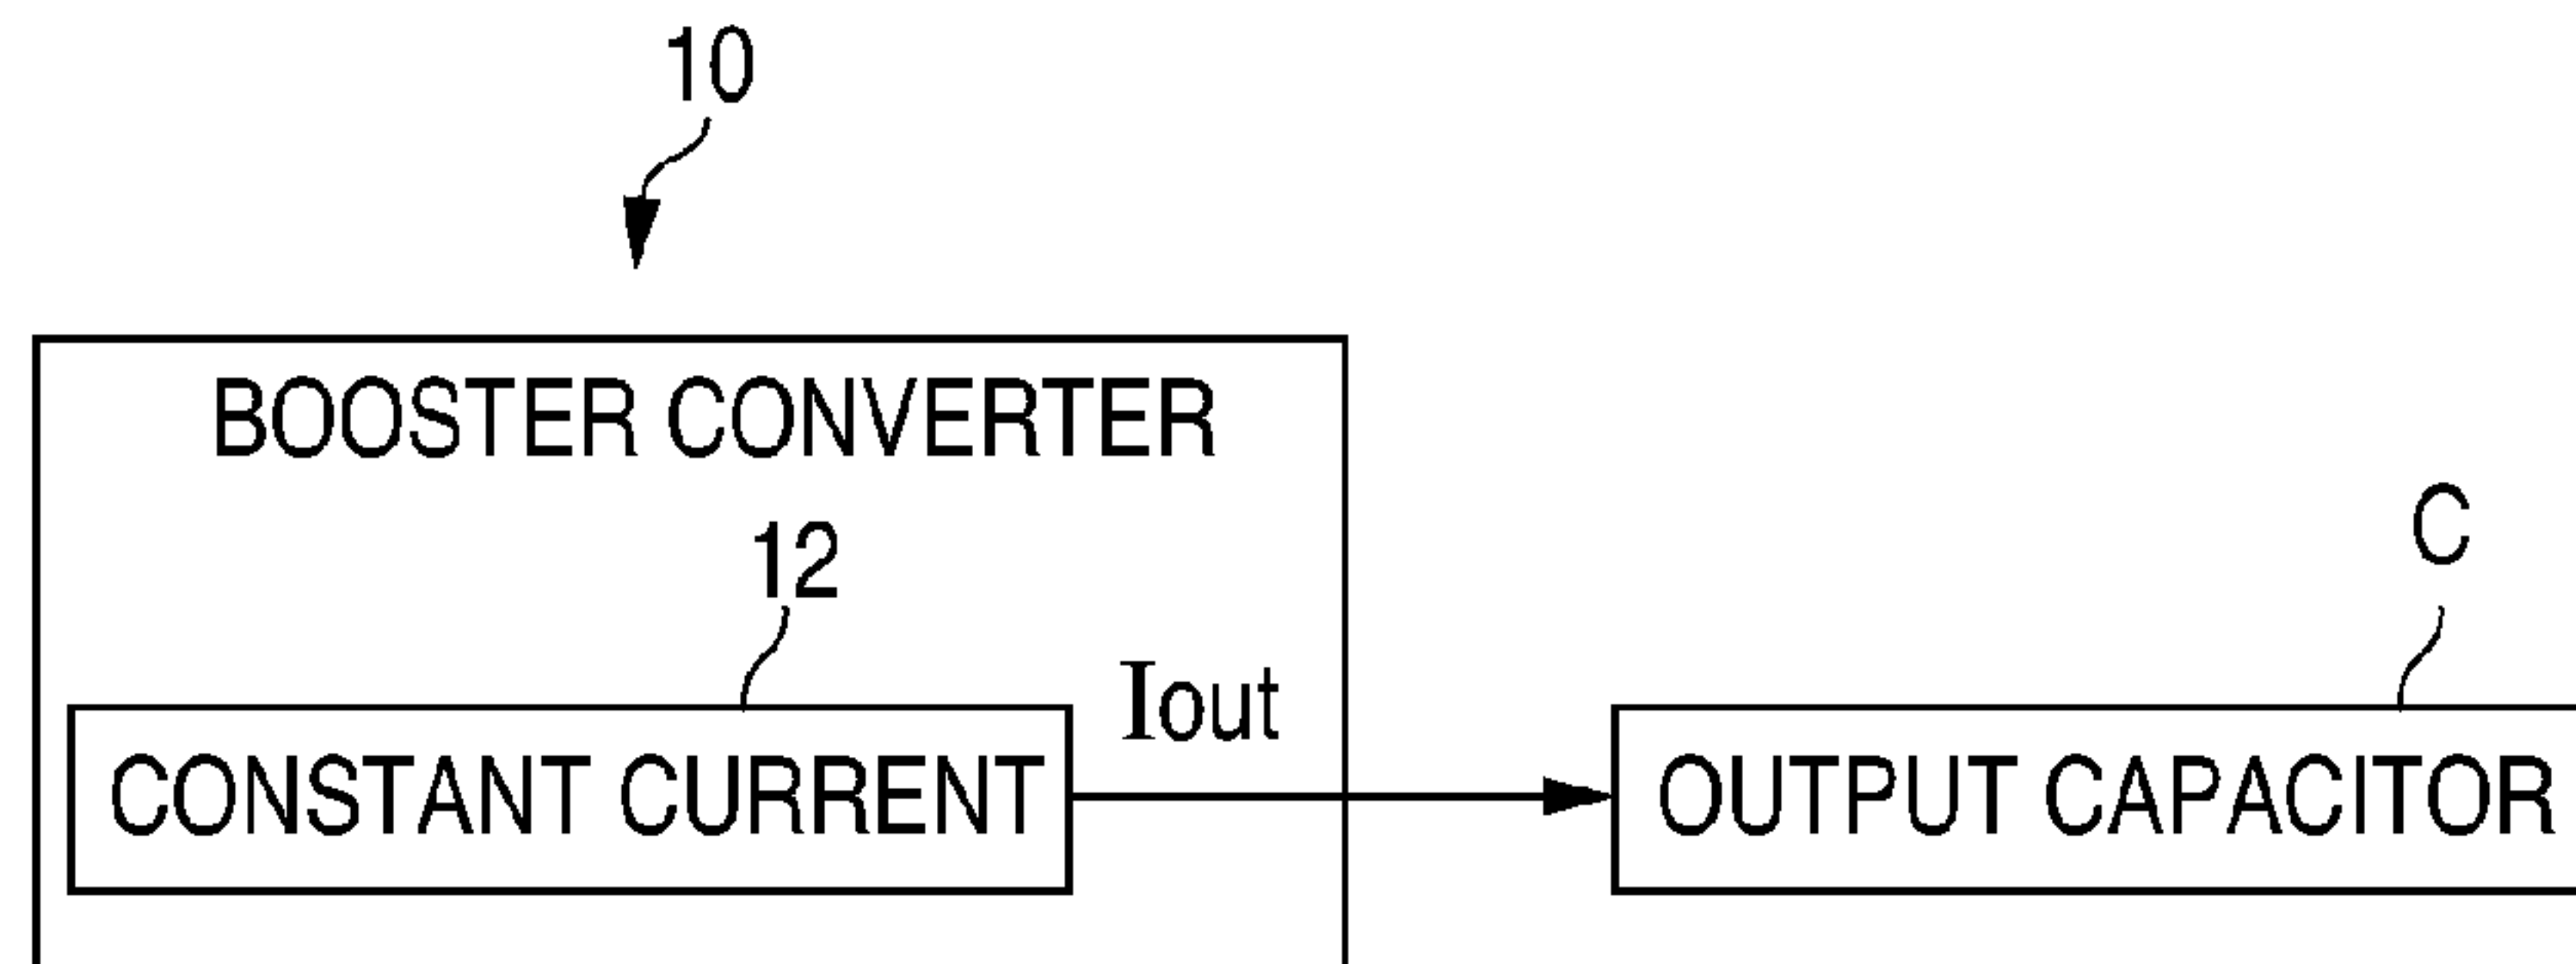 10
BOOSTER CONVERTER
12
C
Iout
CONSTANT CURRENT
OUTPUT CAPACITOR